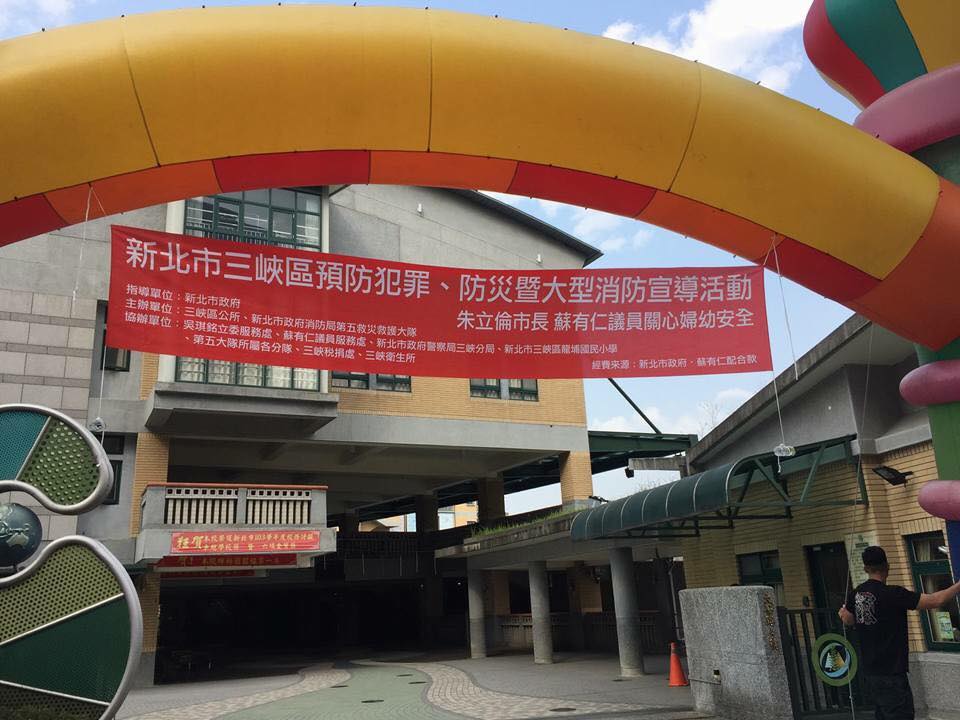 新北市三峽區預防犯罪、防災暨大型消防宣導活動
指導單位：新北市政府
主辦單位：三峽區公所、新北市政府消防局第五救災救護大隊
協辦單位：吳琪銘立委服務處、蘇有仁議員服務處、新北市政府警察局三峽分局、新北市三峽區龍埔國民小學
第五大隊所屬各分隊、三峽稅捐處、三峽衛生所
朱立倫市長 蘇有仁議員關心婦幼安全
經費來源：新北市政府．蘇有仁配合款
狂賀